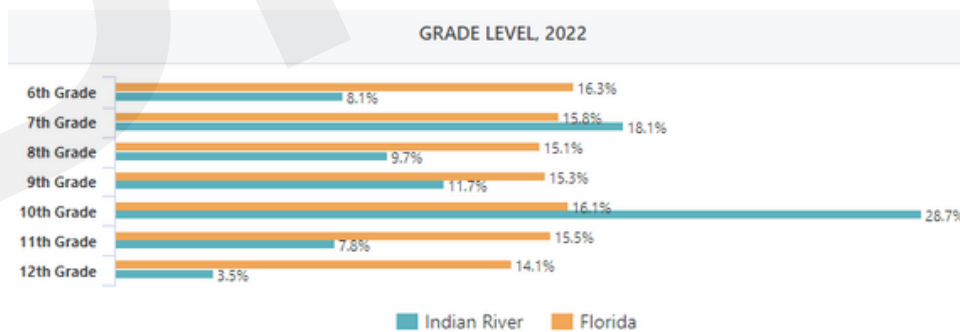 GRADE LEVEL, 2022
6th Grade 16.3%
8.1%
7th Grade 15.8%
18.1%
8th Grade 15.1%
9.7%
9th Grade 15.3%
11.7%
10th Grade 16.1%
28.7%
11th Grade 15.5%
7.8%
12th Grade 14.1%
3.5%
Indian River Florida